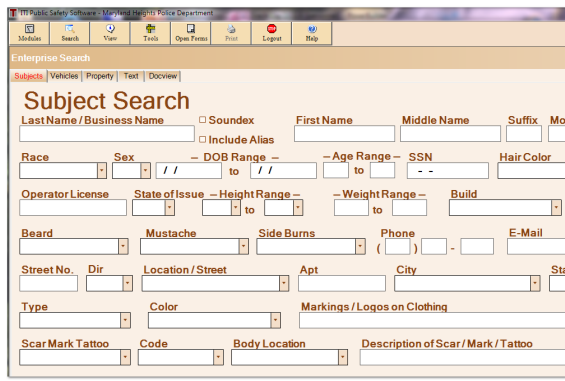 ITI Public Safety Software - Maryland Heights Police Department
Modules Search View Tools Open Forms Print Logout Help
Enterprise Search
Subjects Vehicles Property Text Docview
Subject Search
Last Name / Business Name Soundex First Name Middle Name Suffix Mo
Include Alias
Race Sex – DOB Range – – Age Range – SSN Hair Color
/ / to / / to - -
Operator License State of Issue – Height Range – – Weight Range – Build
to to
Beard Mustache Side Burns Phone E-Mail
( ) -
Street No. Dir Location / Street Apt City Sta
Type Color Markings / Logos on Clothing
Scar Mark Tattoo Code Body Location Description of Scar / Mark / Tattoo